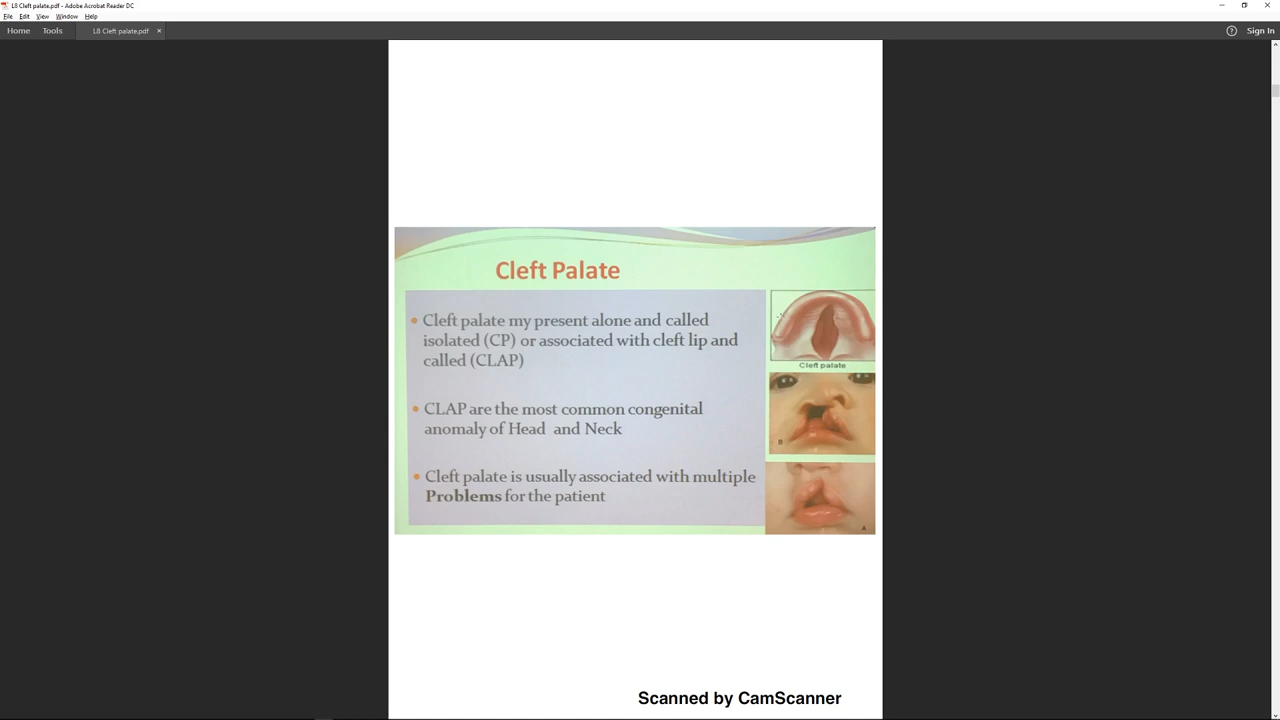 L8 Cleft palate.pdf - Adobe Acrobat Reader DC
File Edit View Window Help
Home Tools L8 Cleft palate.pdf × ? Sign In
Cleft Palate
• Cleft palate my present alone and called
isolated (CP) or associated with cleft lip and
called (CLAP)
• CLAP are the most common congenital
anomaly of Head and Neck
• Cleft palate is usually associated with multiple
Problems for the patient
Cleft palate
B
A
Scanned by CamScanner